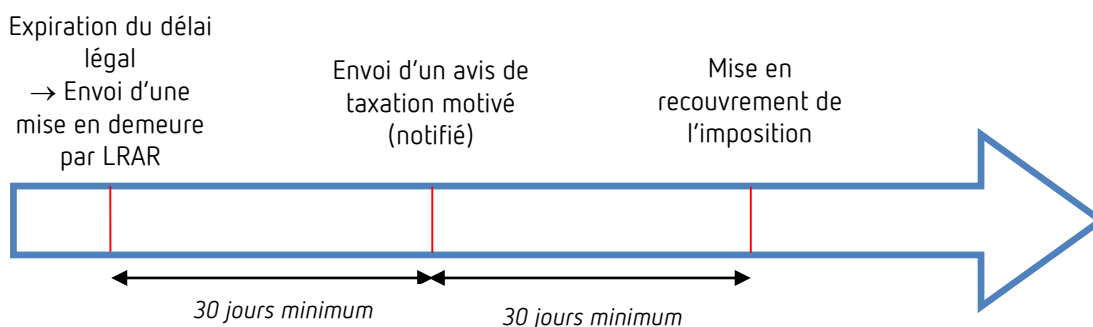 Expiration du délai
légal
→ Envoi d'une
mise en demeure
par LRAR
Envoi d'un avis de
taxation motivé
(notifié)
Mise en
recouvrement de
l'imposition
30 jours minimum
30 jours minimum